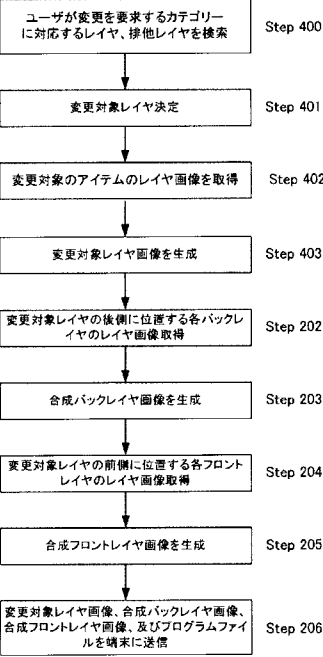 ユーザが変更を要求するカテゴリー
に対応するレイヤ、排他レイヤを検索
Step 400
変更対象レイヤ決定
Step 401
変更対象のアイテムのレイヤ画像を取得
Step 402
変更対象レイヤ画像を生成
Step 403
変更対象レイヤの後側に位置する各バックレ
イヤのレイヤ画像取得
Step 202
合成バックレイヤ画像を生成
Step 203
変更対象レイヤの前側に位置する各フロント
レイヤのレイヤ画像取得
Step 204
合成フロントレイヤ画像を生成
Step 205
変更対象レイヤ画像、合成バックレイヤ画像、
合成フロントレイヤ画像、及びプログラムファイ
ルを端末に送信
Step 206